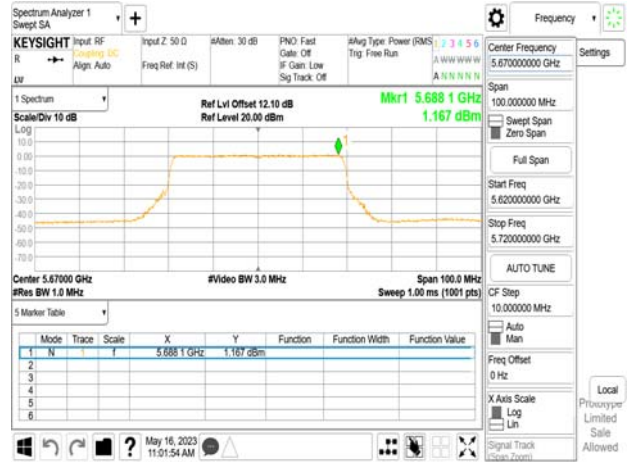 Spectrum Analyzer 1
Swept SA
+
Frequency
KEYSIGHT
Input: RF
Input Z: 50 Ω
#Atten: 30 dB
PNO: Fast
#Avg Type: Power (RMS
1 2 3 4 5 6
R
Coupling: DC
Gate: Off
Trig: Free Run
Align: Auto
Freq Ref: Int (S)
IF Gain: Low
A W W W W W
Sig Track: Off
A N N N N N
1 Spectrum
Scale/Div 10 dB
Ref Lvl Offset 12.10 dB
Ref Level 20.00 dBm
Mkr1 5.688 1 GHz
1.167 dBm
Log
10.0
0.00
-10.0
-20.0
-30.0
-40.0
-50.0
-60.0
-70.0
1
Center 5.67000 GHz
#Video BW 3.0 MHz
Span 100.0 MHz
#Res BW 1.0 MHz
Sweep 1.00 ms (1001 pts)
5 Marker Table
Mode Trace Scale X Y Function Function Width Function Value
1 N 1 f 5.688 1 GHz 1.167 dBm
2
3
4
5
6
May 16, 2023
11:01:54 AM
?
Center Frequency
5.670000000 GHz
Settings
Span
100.000000 MHz
Swept Span
Zero Span
Full Span
Start Freq
5.620000000 GHz
Stop Freq
5.720000000 GHz
AUTO TUNE
CF Step
10.000000 MHz
Auto
Man
Freq Offset
0 Hz
X Axis Scale
Log
Lin
Signal Track
(Span Zoom)
Local
Prototype
Limited
Sale
Allowed